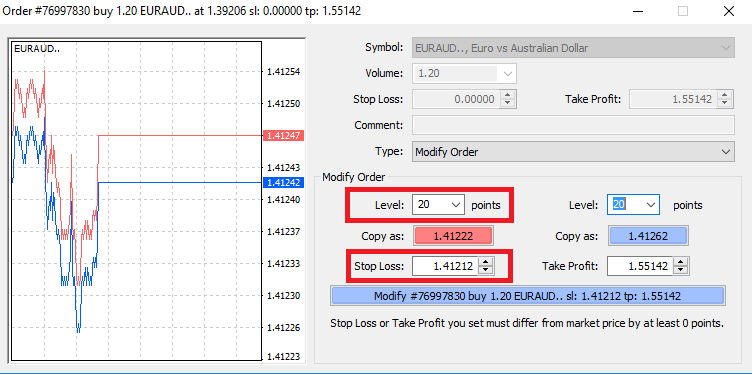 Order #76997830 buy 1.20 EURAUD.. at 1.39206 sl: 0.00000 tp: 1.55142
EURAUD..
1.41254
1.41250
1.41247
1.41243
1.41242
1.41240
1.41237
1.41233
1.41230
1.41226
1.41223
Symbol: EURAUD.., Euro vs Australian Dollar
Volume: 1.20
Stop Loss: 0.00000 Take Profit: 1.55142
Comment:
Type: Modify Order
Modify Order
Level: 20 points Level: 20 points
Copy as: 1.41222 Copy as: 1.41262
Stop Loss: 1.41212 Take Profit: 1.55142
Modify #76997830 buy 1.20 EURAUD.. sl: 1.41212 tp: 1.55142
Stop Loss or Take Profit you set must differ from market price by at least 0 points.